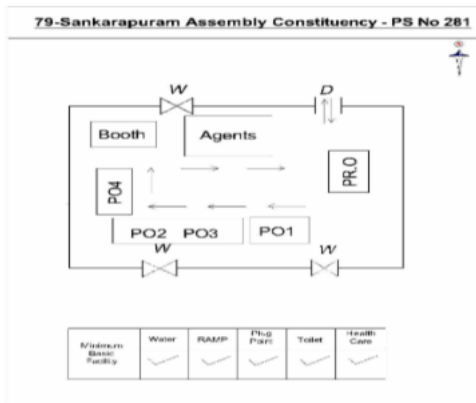 79-Sankarapuram Assembly Constituency - PS No 281
N
W D
Booth Agents
PO4 PR.O
PO2 PO3 PO1
W W
Minimum Basic Facility Water RAMP Plug Point Toilet Health Care